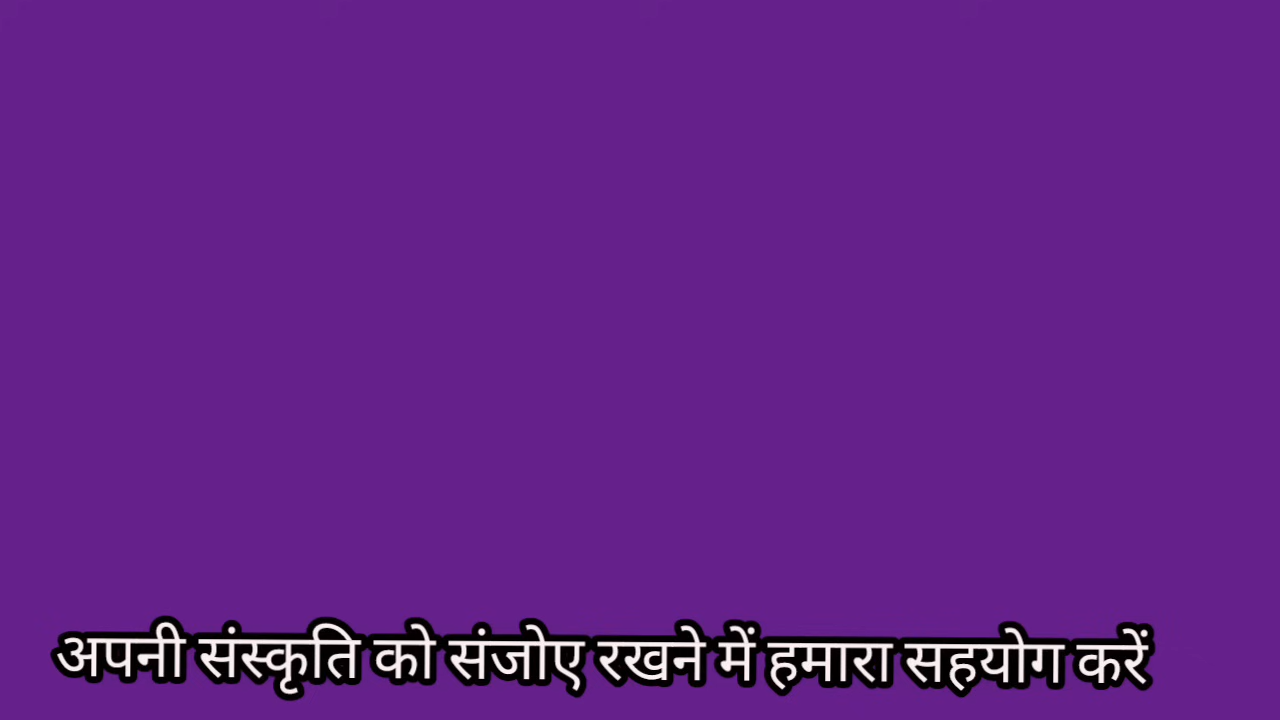 अपनी संस्कृति को संजोए रखने में हमारा सहयोग करें